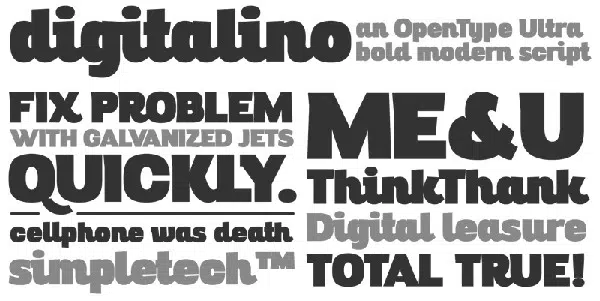 digitalino
an OpenType Ultra
bold modern script
FIX PROBLEM
WITH GALVANIZED JETS
QUICKLY.
cellphone was death
simpletech™
ME&U
ThinkThank
Digital leasure
TOTAL TRUE!